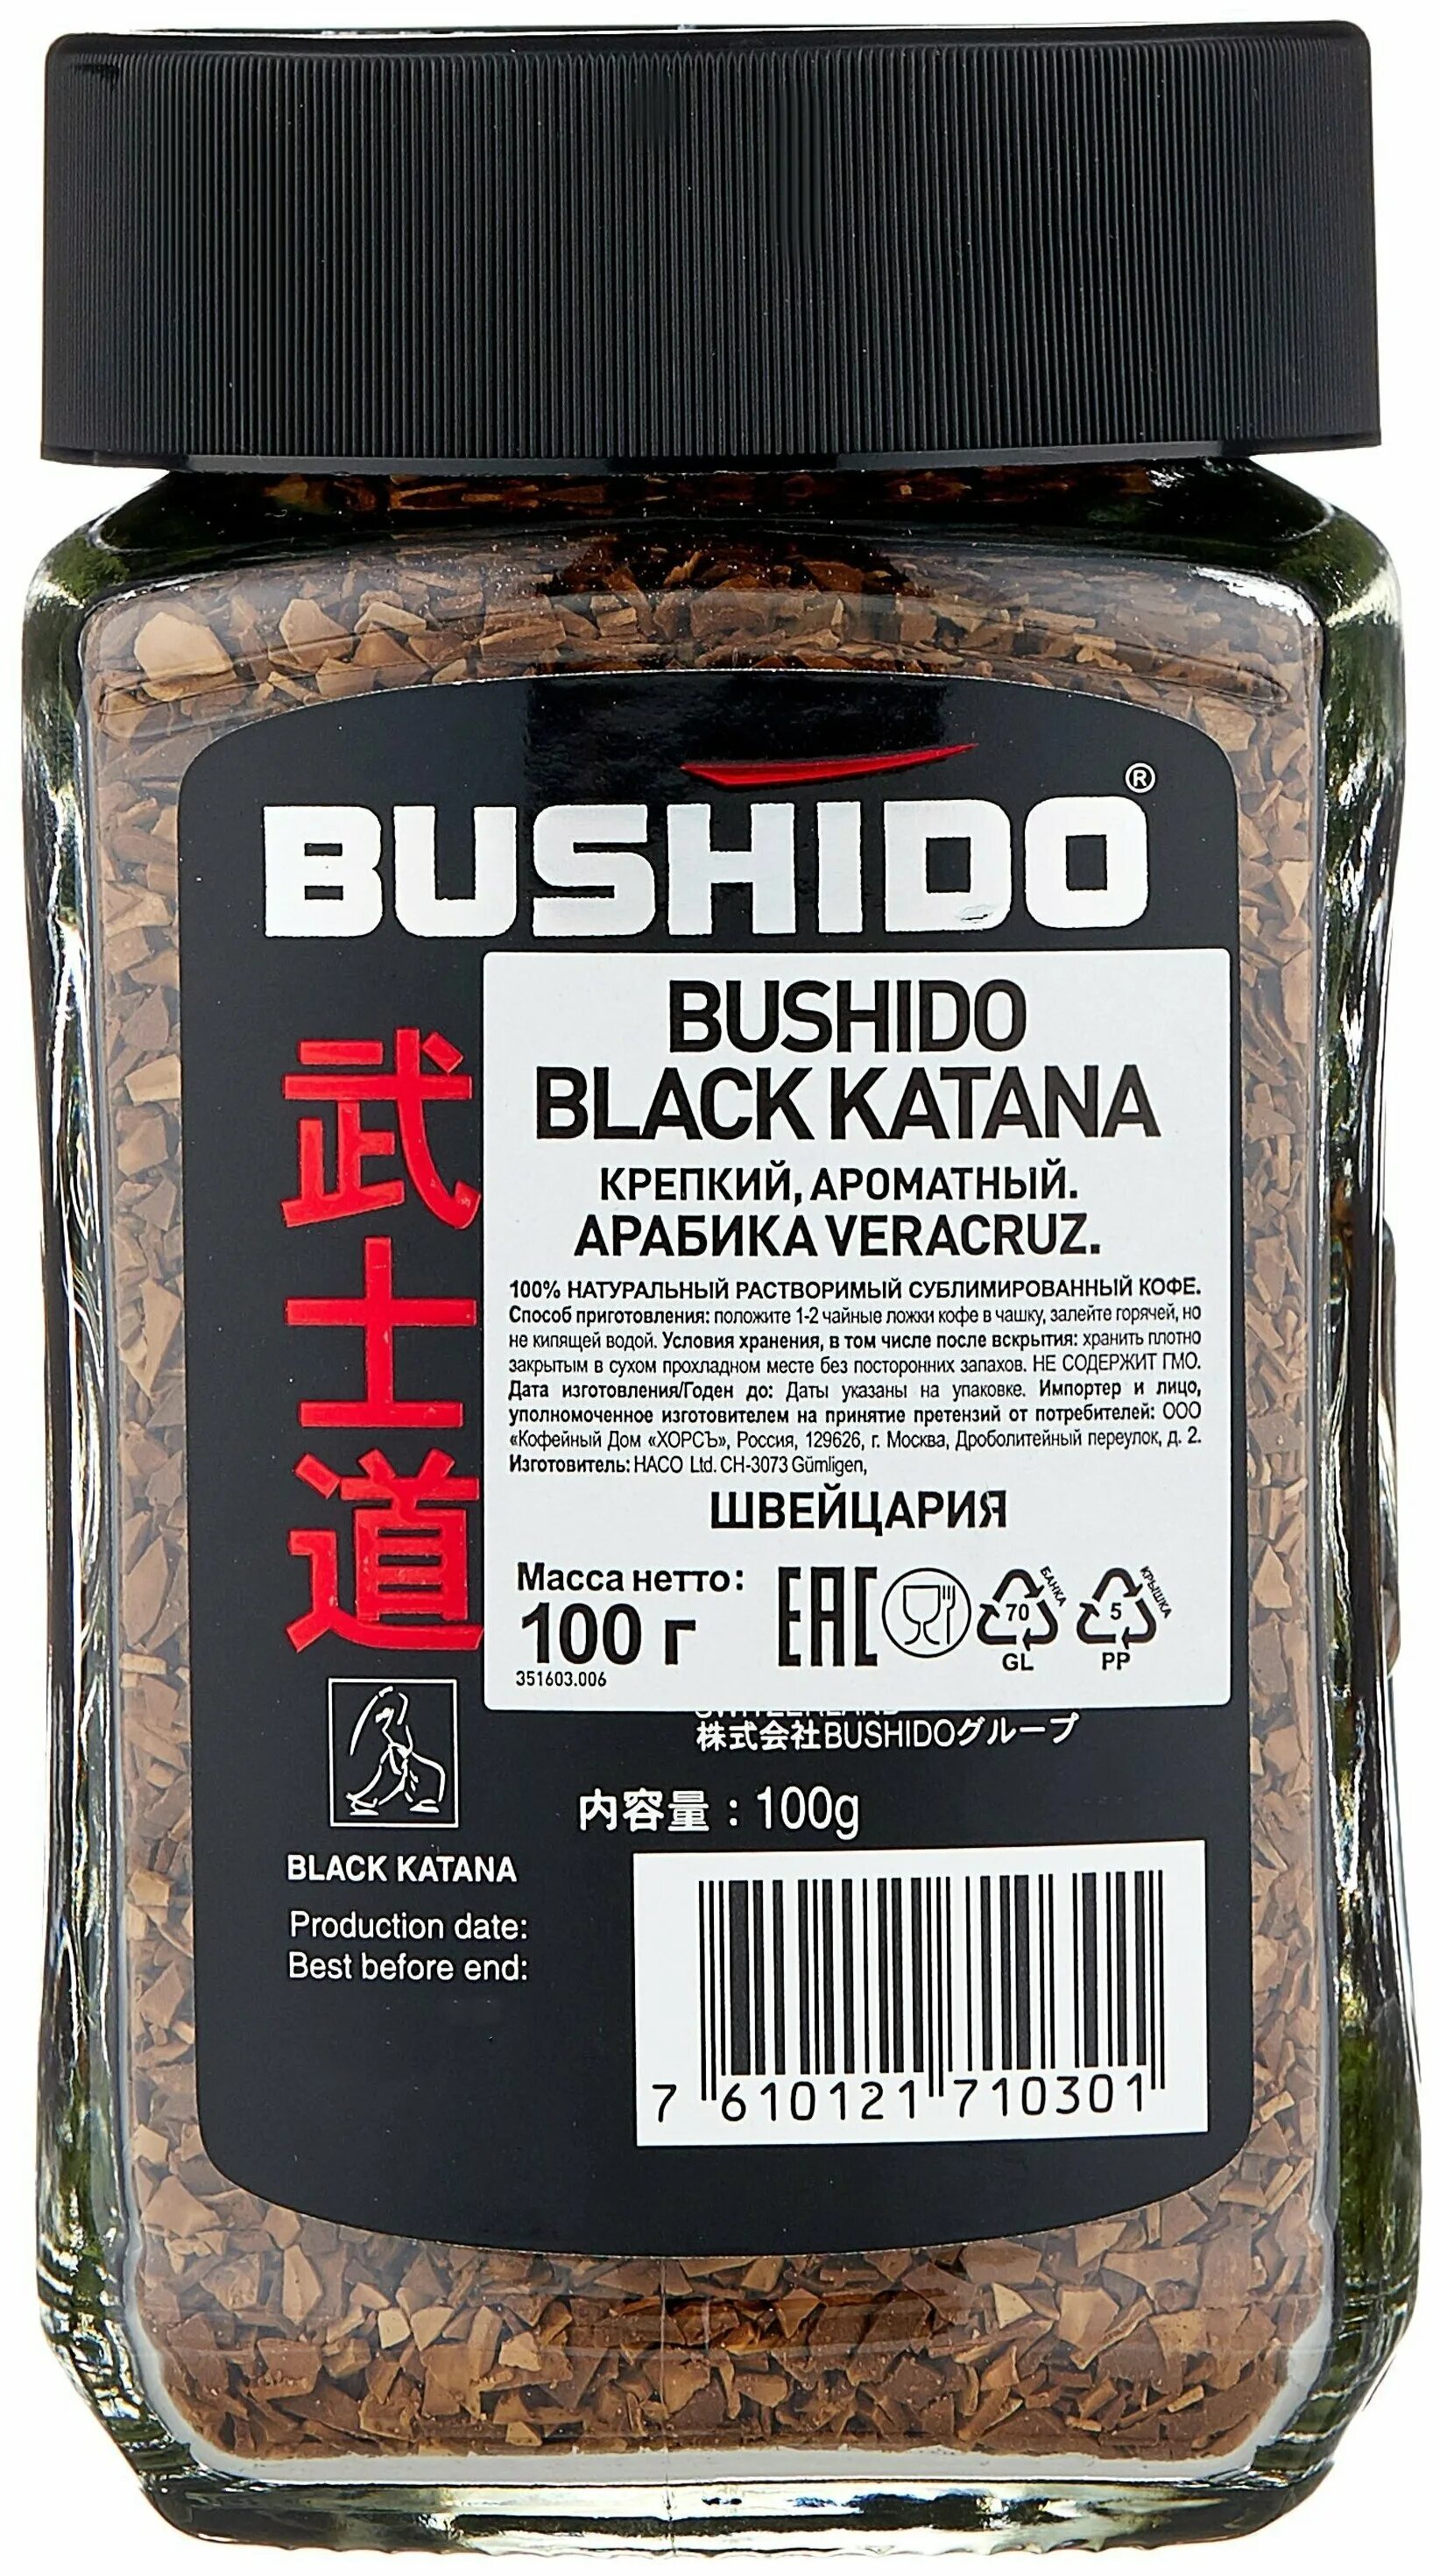 BUSHIDO®
武士道
BUSHIDO
BLACK KATANA
КРЕПКИЙ, АРОМАТНЫЙ.
АРАБИКА VERACRUZ.
100% НАТУРАЛЬНЫЙ РАСТВОРИМЫЙ СУБЛИМИРОВАННЫЙ КОФЕ.
Способ приготовления: положите 1-2 чайные ложки кофе в чашку, залейте горячей, но
не кипящей водой. Условия хранения, в том числе после вскрытия: хранить плотно
закрытым в сухом прохладном месте без посторонних запахов. НЕ СОДЕРЖИТ ГМО.
Дата изготовления/Годен до: Даты указаны на упаковке. Импортер и лицо,
уполномоченное изготовителем на принятие претензий от потребителей: ООО
«Кофейный Дом «ХОРСЪ», Россия, 129626, г. Москва, Дроболитейный переулок, д. 2.
Изготовитель: HACO Ltd. CH-3073 Gümligen,
ШВЕЙЦАРИЯ
Масса нетто:
100 г
351603.006
EAC
70
БАНКА
GL
5
КРЫШКА
PP
SWITZERLAND
株式会社BUSHIDOグループ
内容量：100g
BLACK KATANA
Production date:
Best before end:
7 610121 710301